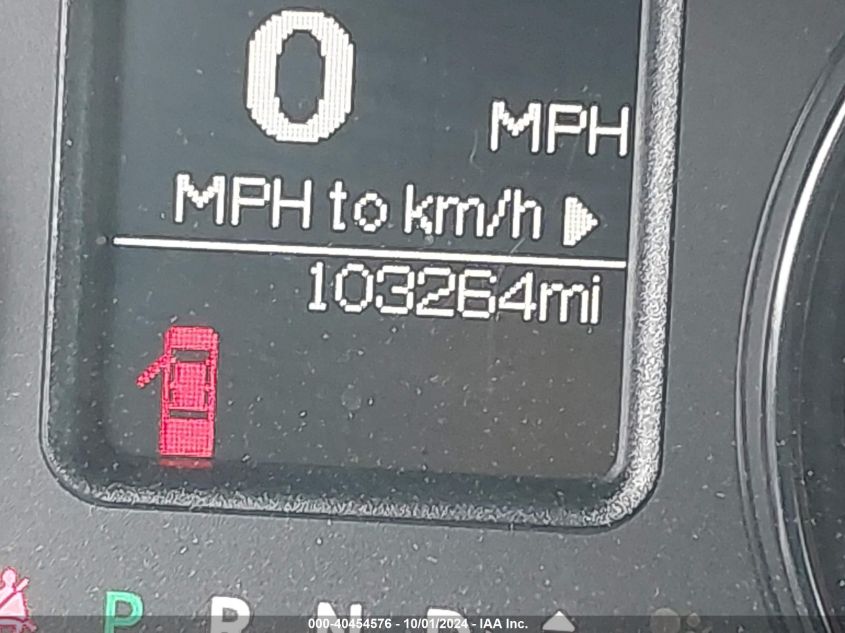 0
MPH
MPH to km/h
103264mi
P R N D
000-40454576 - 10/01/2024 - IAA Inc.